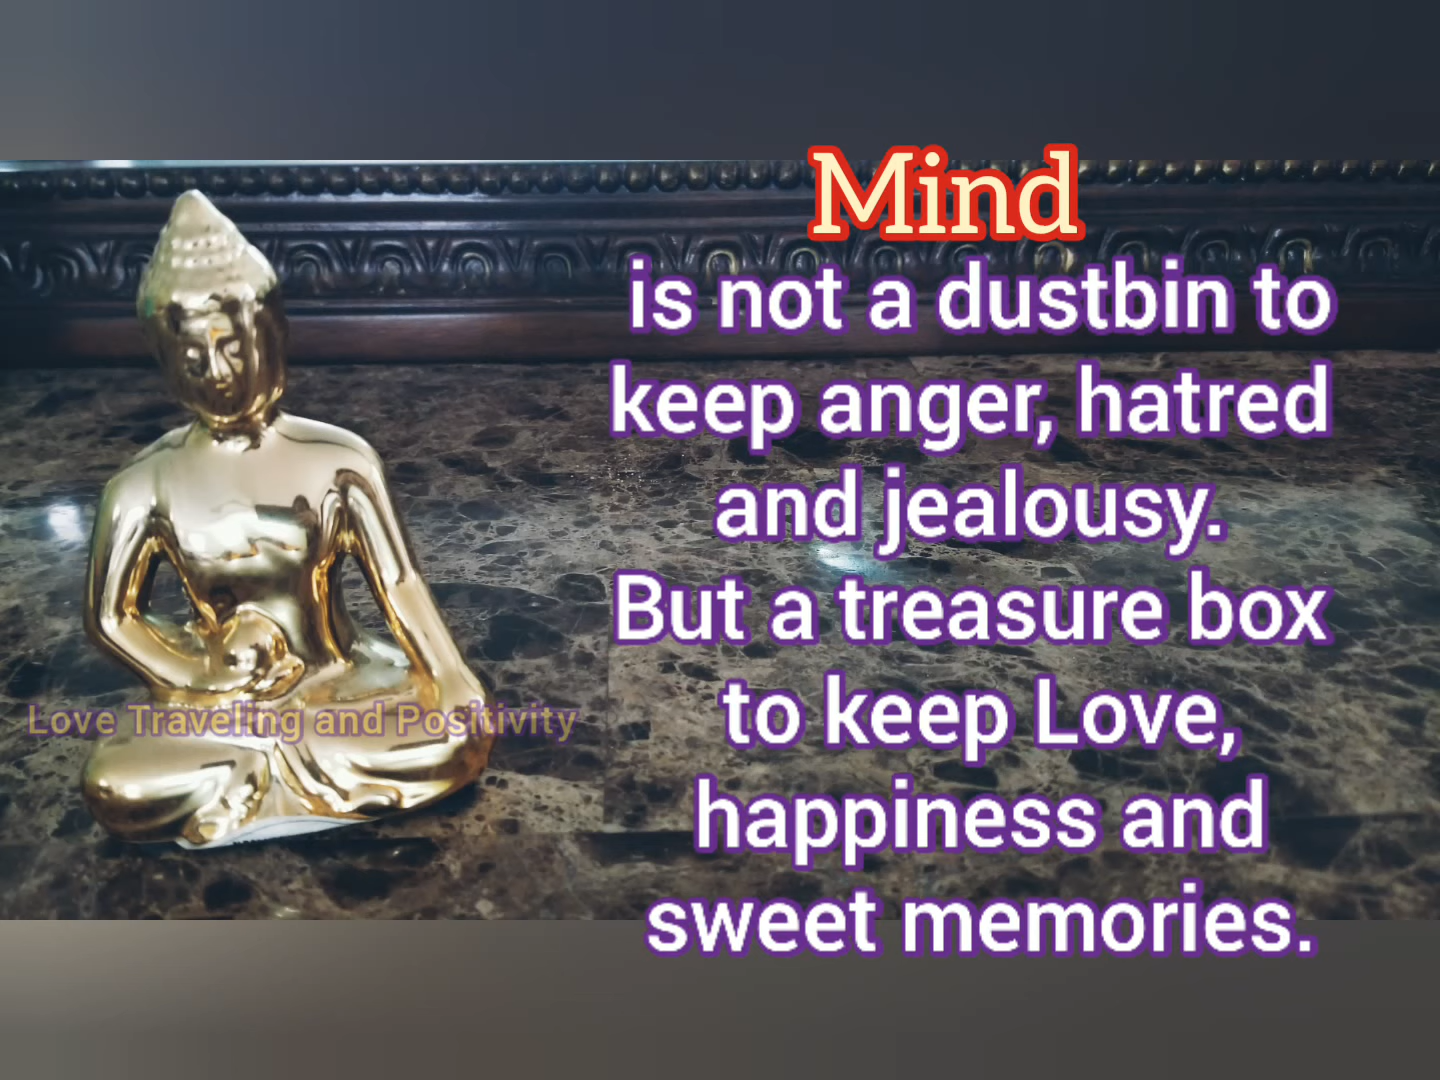 Mind
is not a dustbin to
keep anger, hatred
and jealousy.
But a treasure box
to keep Love,
happiness and
sweet memories.
Love Traveling and Positivity